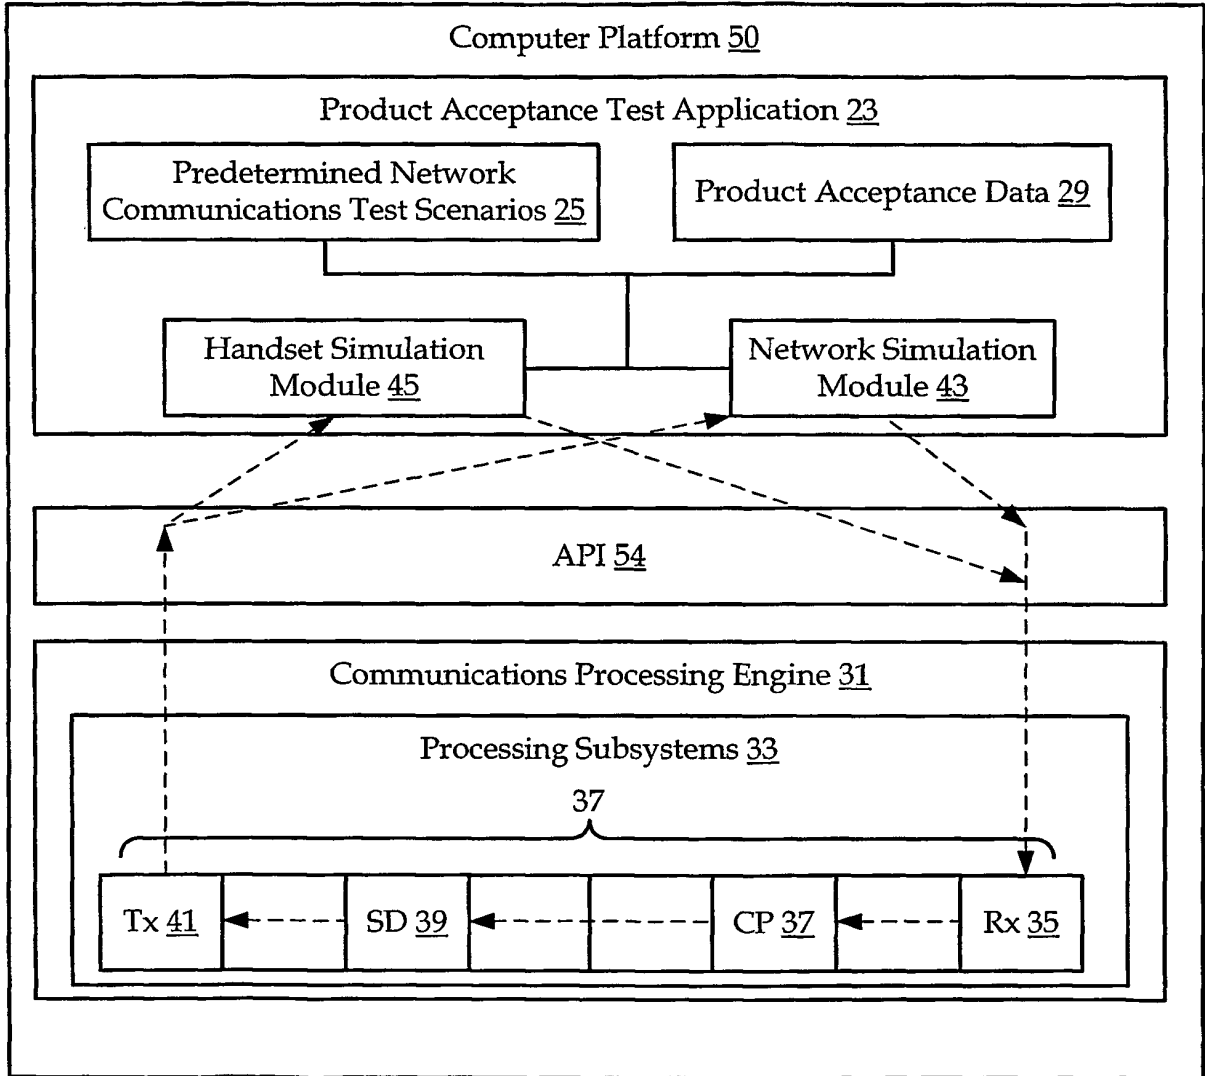 Computer Platform 50
Product Acceptance Test Application 23
Predetermined Network
Communications Test Scenarios 25
Product Acceptance Data 29
Handset Simulation
Module 45
Network Simulation
Module 43
API 54
Communications Processing Engine 31
Processing Subsystems 33
37
Tx 41
SD 39
CP 37
Rx 35